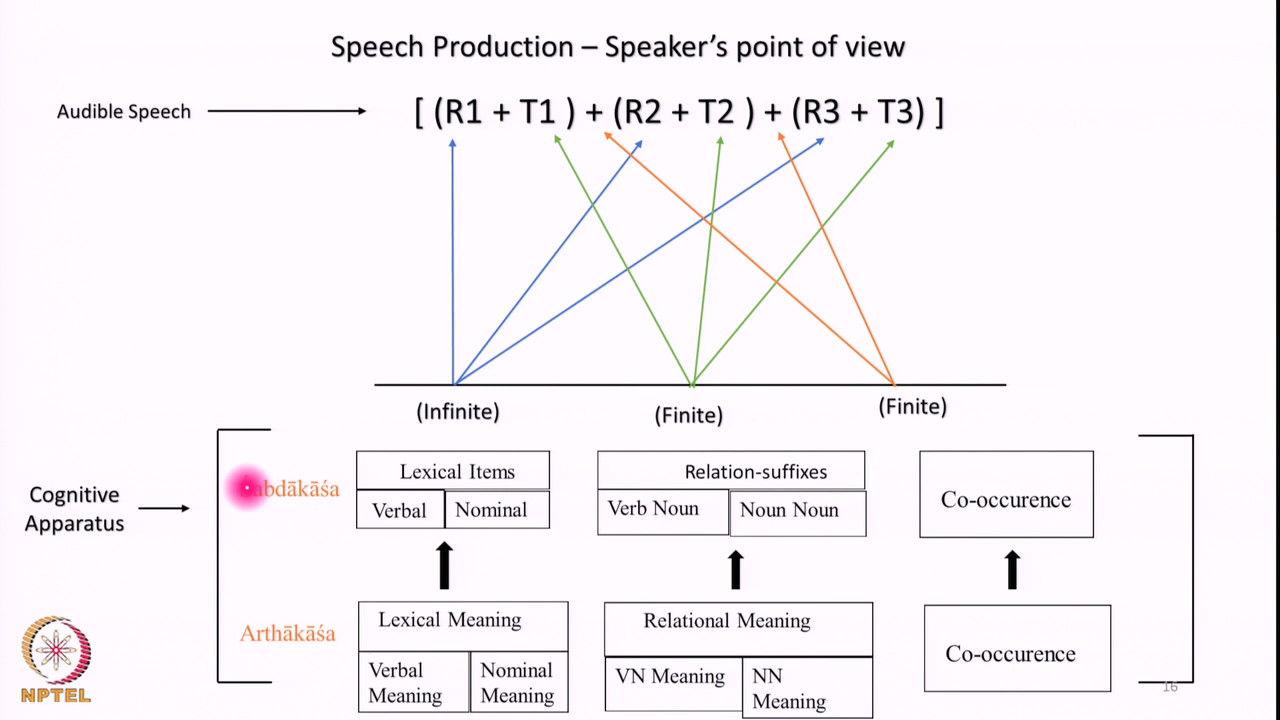 Speech Production – Speaker's point of view
Audible Speech
[ (R1 + T1 ) + (R2 + T2 ) + (R3 + T3) ]
(Infinite)
(Finite)
(Finite)
Cognitive
Apparatus
Lexical Items
Verbal
Nominal
Relation-suffixes
Verb Noun
Noun Noun
Co-occurence
Arthākāśa
Lexical Meaning
Verbal
Meaning
Nominal
Meaning
Relational Meaning
VN Meaning
NN
Meaning
Co-occurence
16
NPTEL